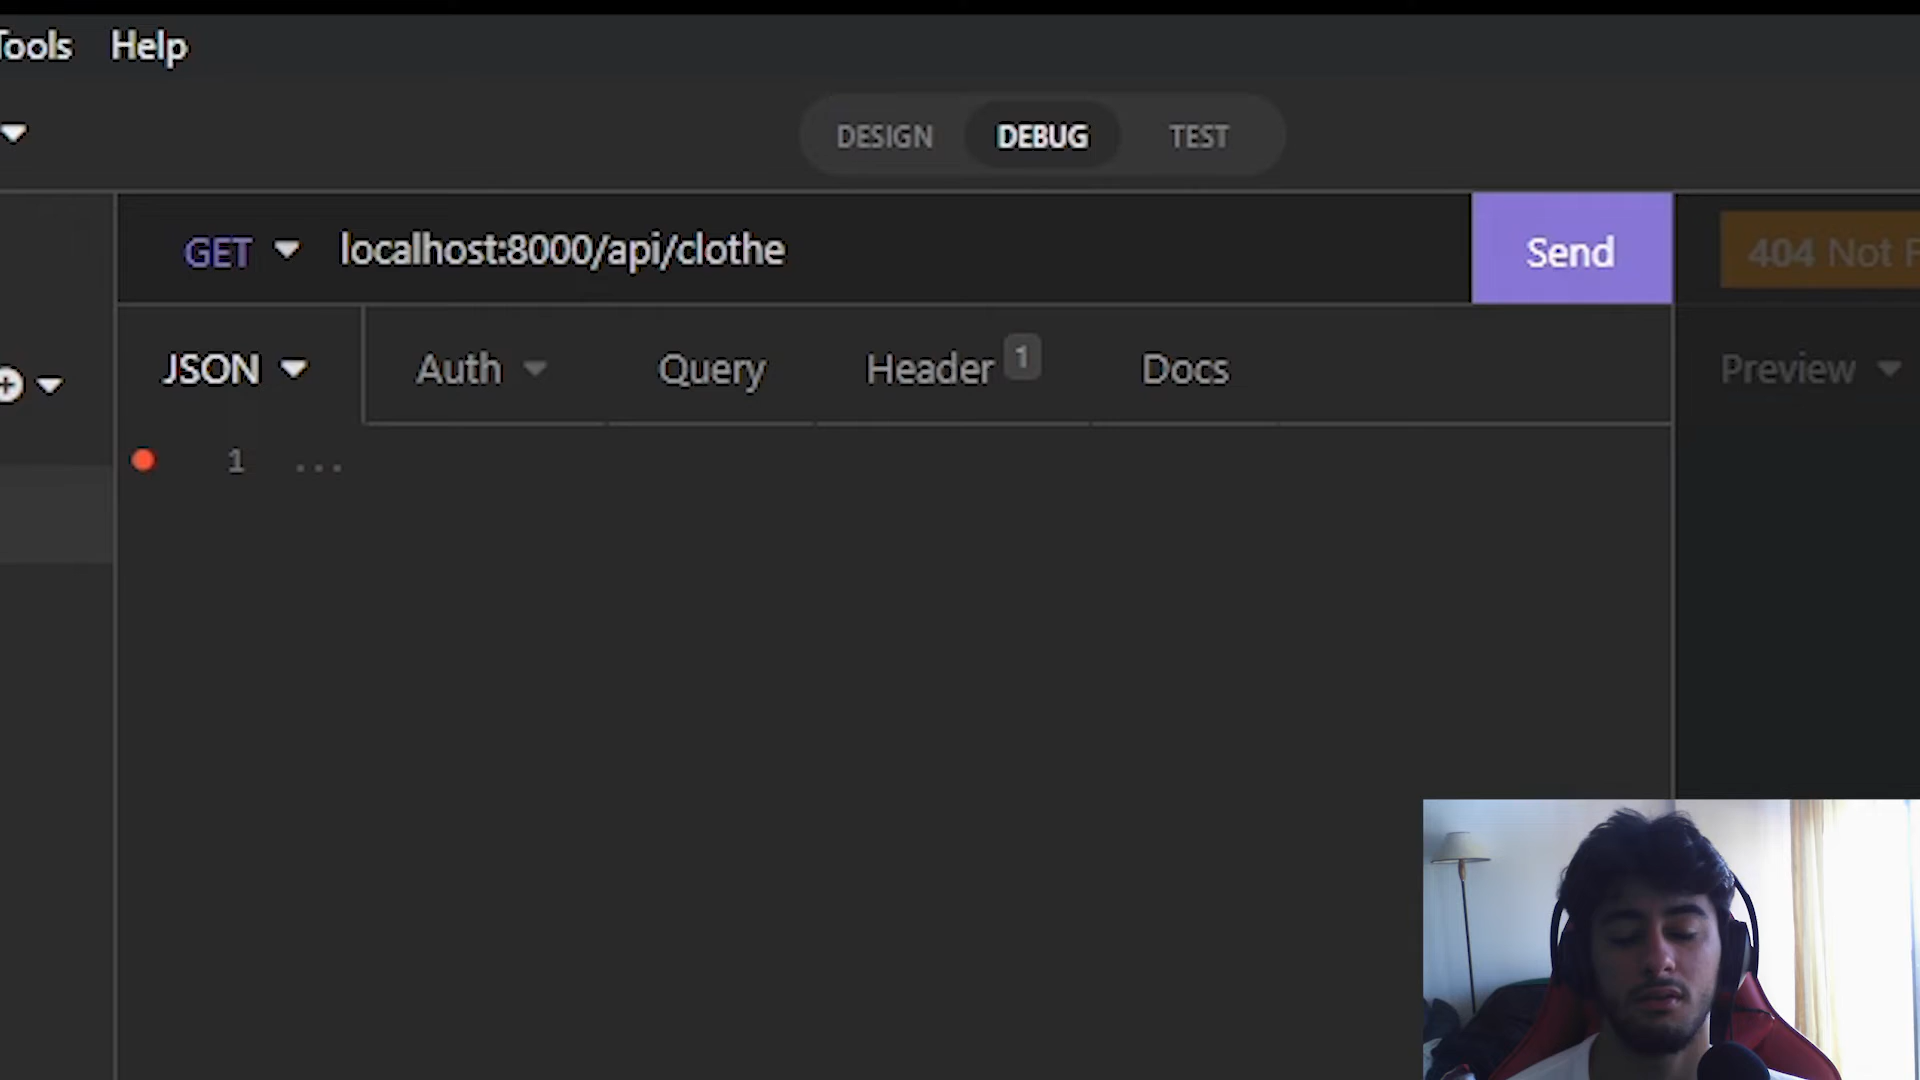 Tools Help
DESIGN DEBUG TEST
GET localhost:8000/api/clothe Send 404 Not
JSON Auth Query Header 1 Docs Preview
1 ...